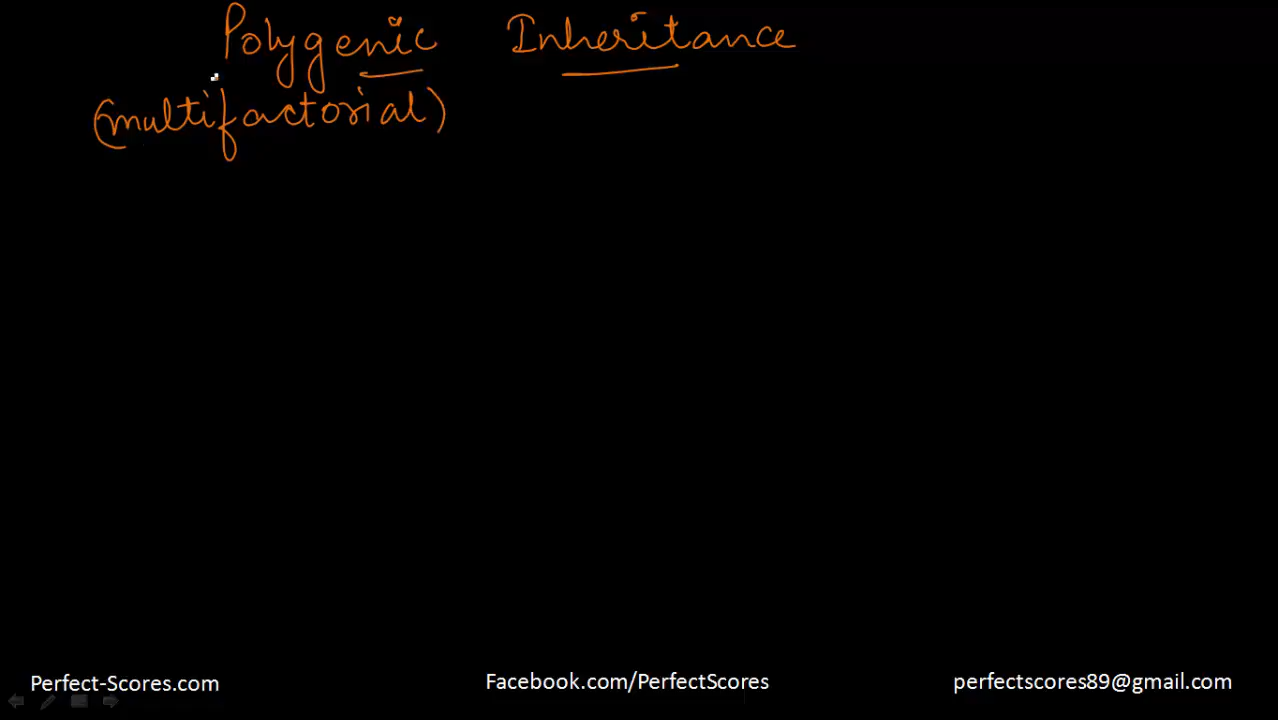 Polygenic Inheritance
(multifactorial)
Perfect-Scores.com Facebook.com/PerfectScores perfectscores89@gmail.com